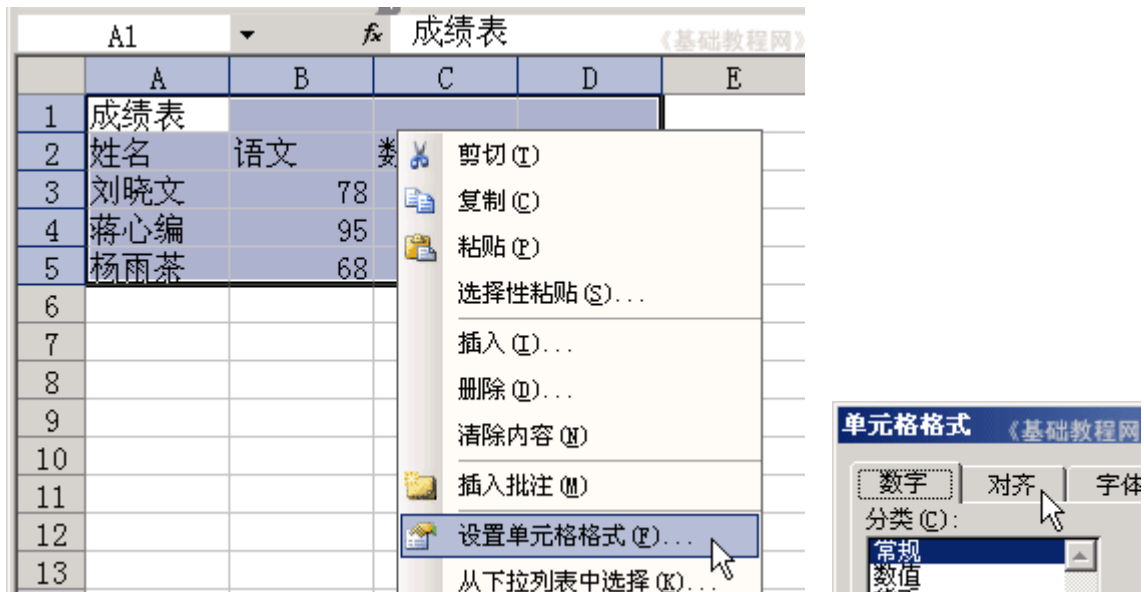 A1 fx 成绩表 《基础教程网》
A B C D E
1 成绩表
2 姓名 语文 数
3 刘晓文 78
4 蒋心编 95
5 杨雨荼 68
6
7
8
9
10
11
12
13
剪切(T)
复制(C)
粘贴(P)
选择性粘贴(S)...
插入(I)...
删除(D)...
清除内容(N)
插入批注(M)
设置单元格格式(F)...
从下拉列表中选择(K)...
单元格格式 《基础教程网
数字 对齐 字体
分类(C):
常规
数值